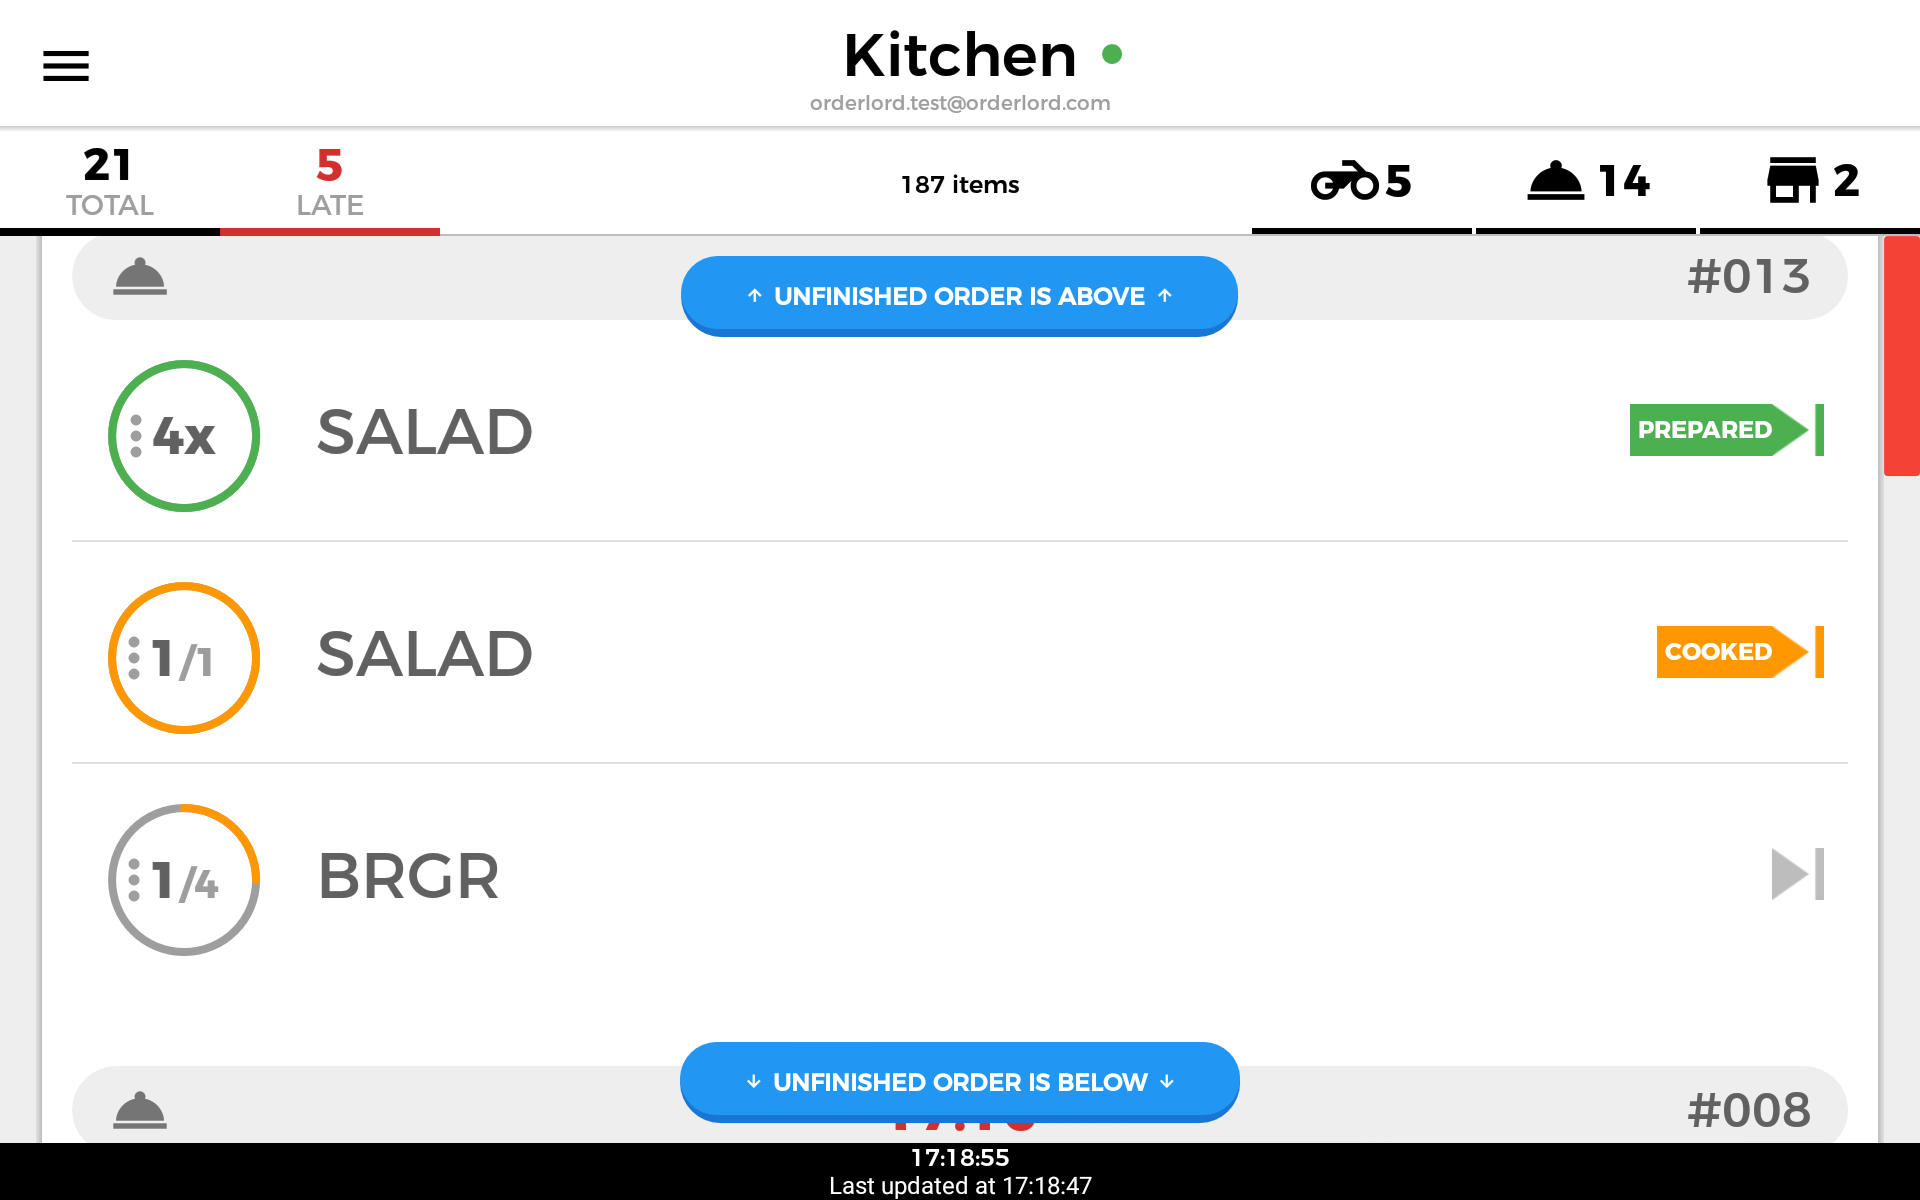 Kitchen
orderlord.test@orderlord.com
21
TOTAL
5
LATE
187 items
5
14
2
#013
↑ UNFINISHED ORDER IS ABOVE ↑
4x
SALAD
PREPARED
1/1
SALAD
COOKED
1/4
BRGR
↓ UNFINISHED ORDER IS BELOW ↓
#008
17:18:55
Last updated at 17:18:47